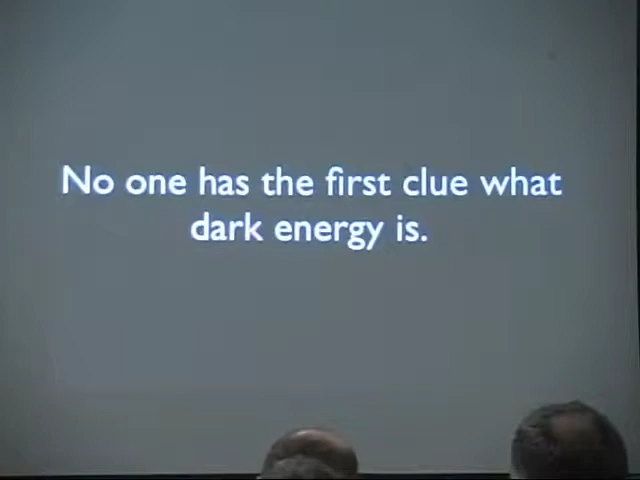 No one has the first clue what
dark energy is.